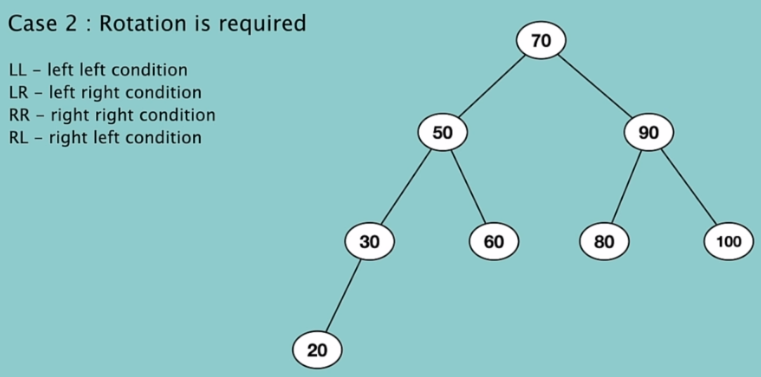 Case 2 : Rotation is required
LL – left left condition
LR – left right condition
RR – right right condition
RL – right left condition
70
50
90
30
60
80
100
20